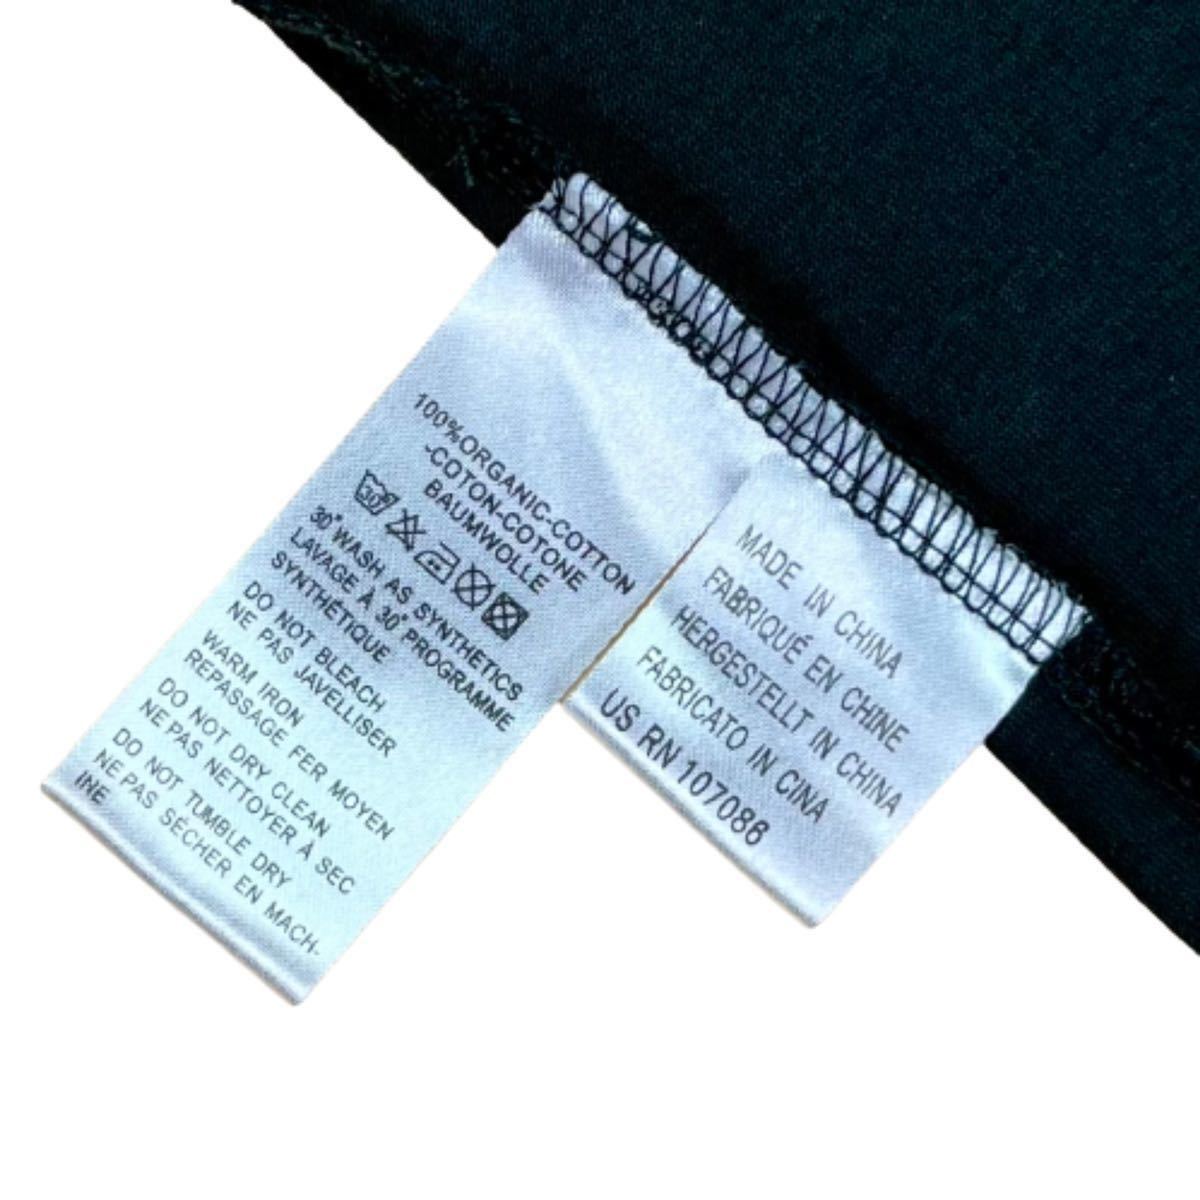 100%ORGANIC-COTTON
-COTON-COTONE
BAUMWOLLE
30°
30°WASH AS SYNTHETICS
LAVAGE À 30°PROGRAMME
SYNTHÉTIQUE
DO NOT BLEACH
NE PAS JAVELLISER
WARM IRON
REPASSAGE FER MOYEN
DO NOT DRY CLEAN
NE PAS NETTOYER À SEC
DO NOT TUMBLE DRY
NE PAS SÉCHER EN MACH-
INE
MADE IN CHINA
FABRIQUÉ EN CHINE
HERGESTELLT IN CHINA
FABRICATO IN CINA
US RN 107086